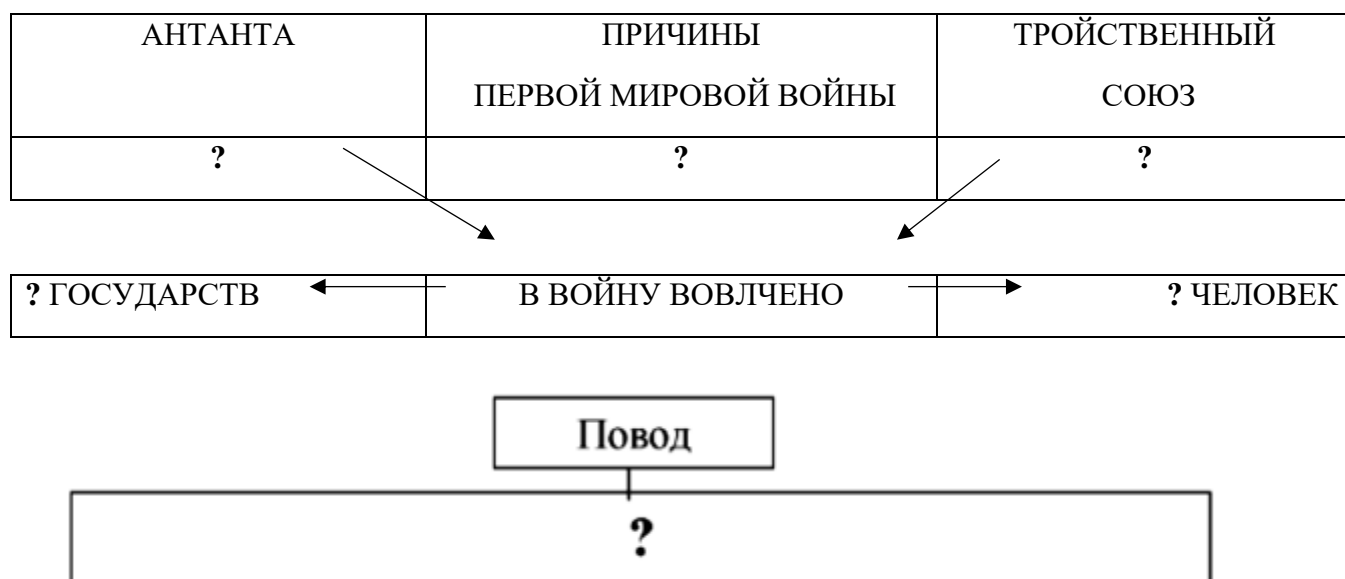 АНТАНТА ПРИЧИНЫ ТРОЙСТВЕННЫЙ
ПЕРВОЙ МИРОВОЙ ВОЙНЫ СОЮЗ
? ? ?
? ГОСУДАРСТВ В ВОЙНУ ВОВЛЧЕНО ? ЧЕЛОВЕК
Повод
?